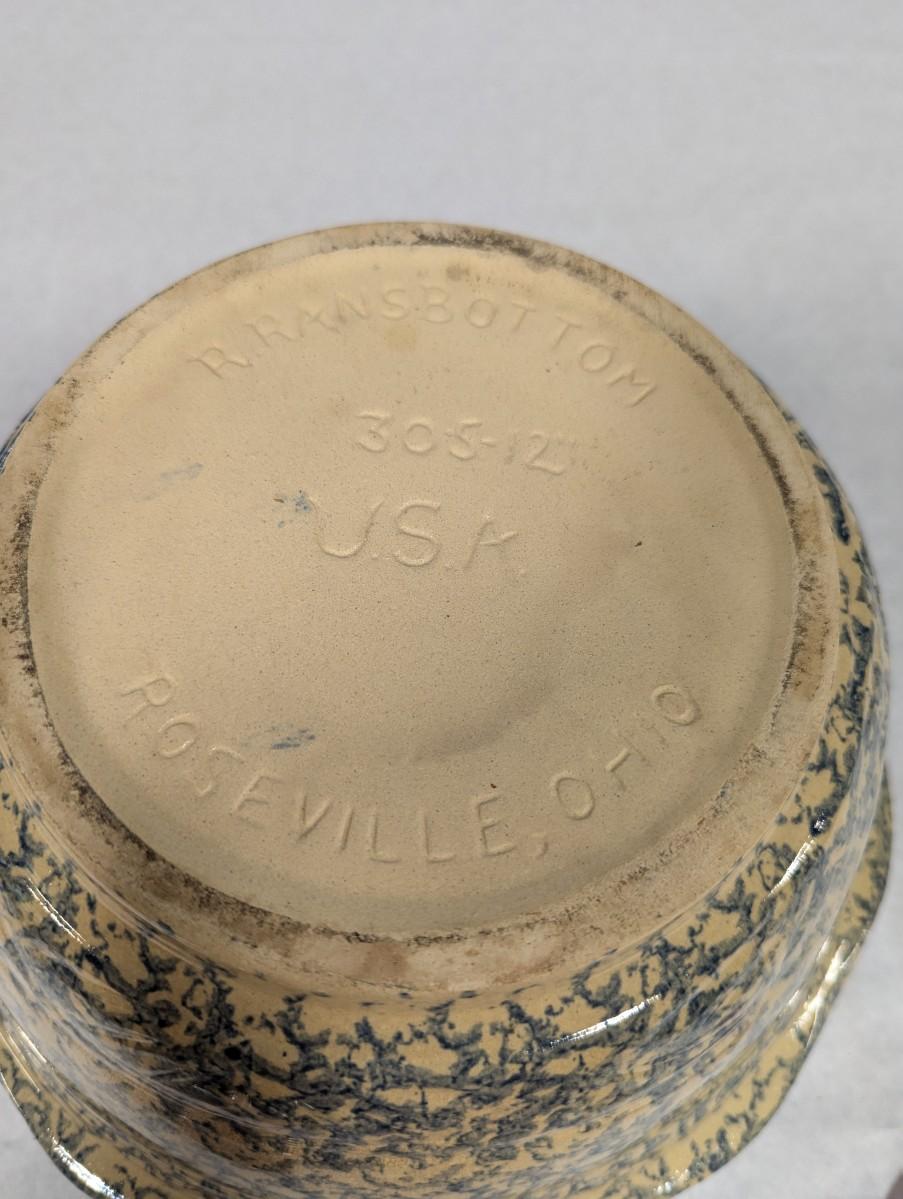 R. RANSBOTTOM
305-12"
U.S.A.
ROSEVILLE, OHIO